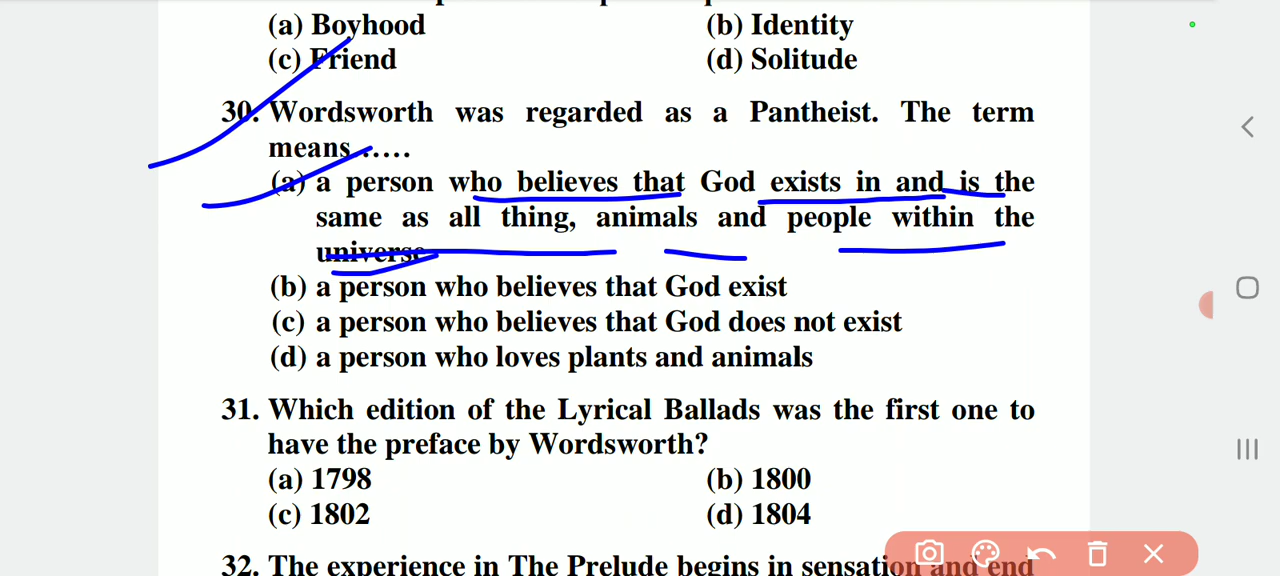 (a) Boyhood (b) Identity
(c) Friend (d) Solitude
30. Wordsworth was regarded as a Pantheist. The term
means.....
(a) a person who believes that God exists in and is the
same as all thing, animals and people within the
universe
(b) a person who believes that God exist
(c) a person who believes that God does not exist
(d) a person who loves plants and animals
31. Which edition of the Lyrical Ballads was the first one to
have the preface by Wordsworth?
(a) 1798 (b) 1800
(c) 1802 (d) 1804
32. The experience in The Prelude begins in sensation and end